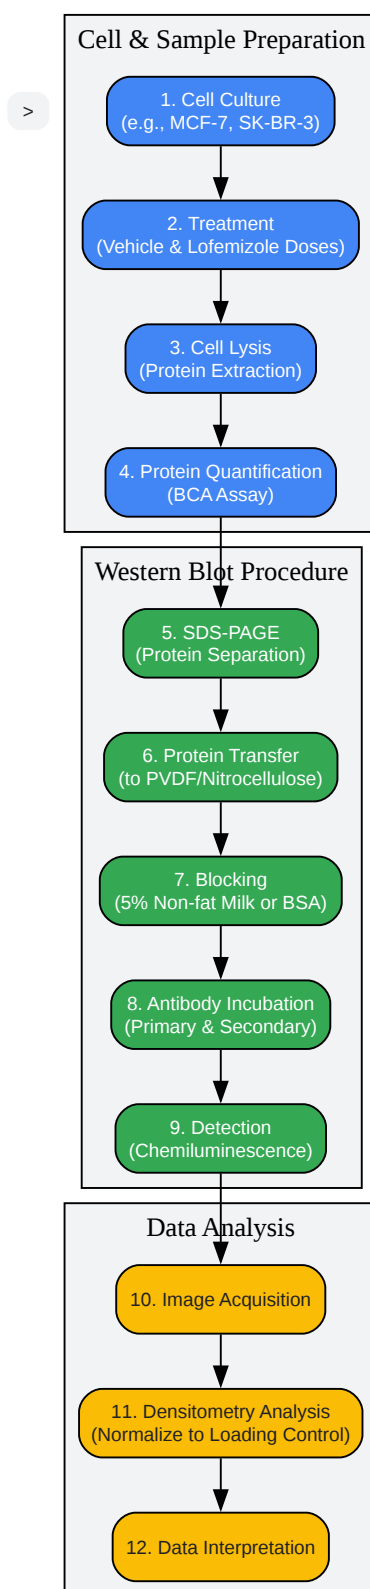 Cell & Sample Preparation
>
1. Cell Culture
(e.g., MCF-7, SK-BR-3)
2. Treatment
(Vehicle & Lofemizole Doses)
3. Cell Lysis
(Protein Extraction)
4. Protein Quantification
(BCA Assay)
Western Blot Procedure
5. SDS-PAGE
(Protein Separation)
6. Protein Transfer
(to PVDF/Nitrocellulose)
7. Blocking
(5% Non-fat Milk or BSA)
8. Antibody Incubation
(Primary & Secondary)
9. Detection
(Chemiluminescence)
Data Analysis
10. Image Acquisition
11. Densitometry Analysis
(Normalize to Loading Control)
12. Data Interpretation